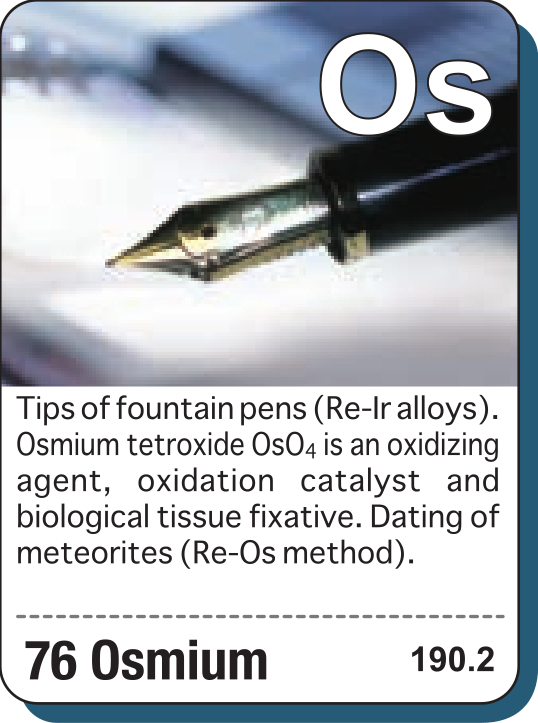 Os
Tips of fountain pens (Re-Ir alloys).
Osmium tetroxide OsO₄ is an oxidizing
agent, oxidation catalyst and
biological tissue fixative. Dating of
meteorites (Re-Os method).
76 Osmium 190.2